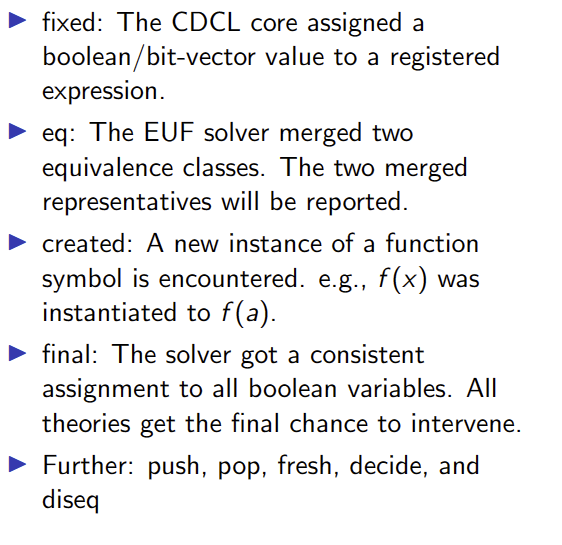 ▶ fixed: The CDCL core assigned a
boolean/bit-vector value to a registered
expression.
▶ eq: The EUF solver merged two
equivalence classes. The two merged
representatives will be reported.
▶ created: A new instance of a function
symbol is encountered. e.g., f(x) was
instantiated to f(a).
▶ final: The solver got a consistent
assignment to all boolean variables. All
theories get the final chance to intervene.
▶ Further: push, pop, fresh, decide, and
diseq